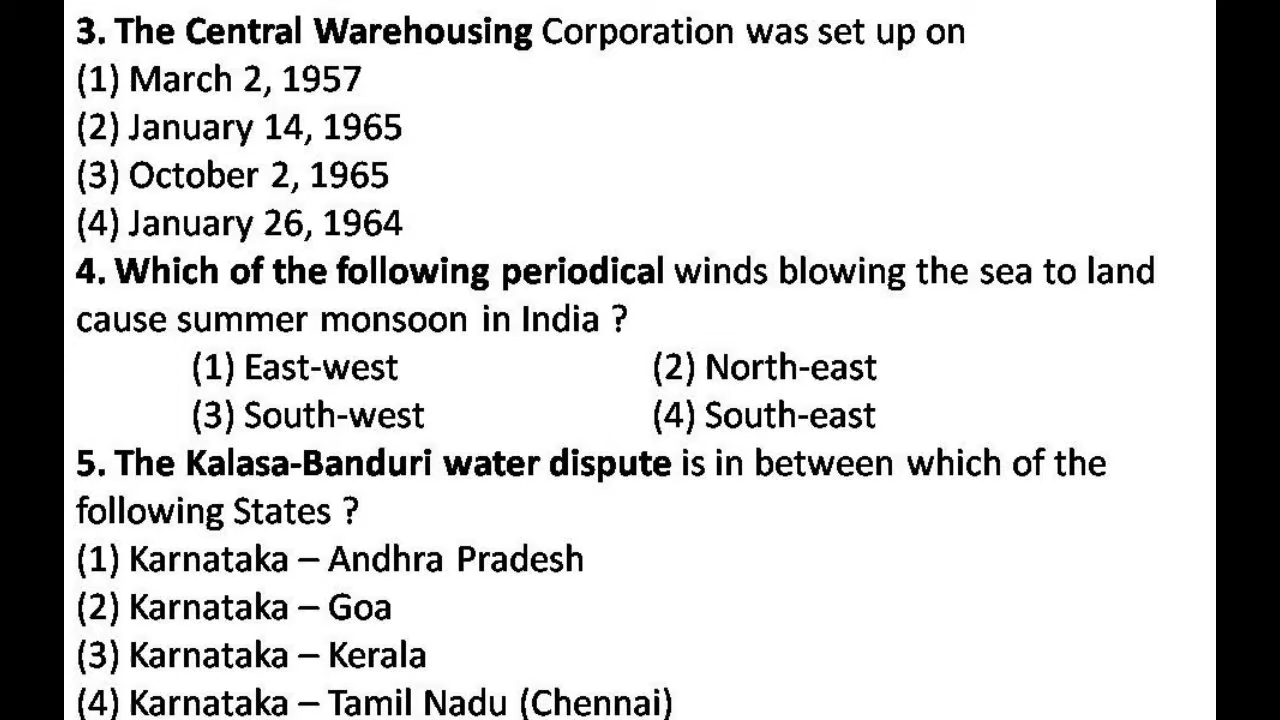 3. The Central Warehousing Corporation was set up on
(1) March 2, 1957
(2) January 14, 1965
(3) October 2, 1965
(4) January 26, 1964
4. Which of the following periodical winds blowing the sea to land
cause summer monsoon in India ?
(1) East-west (2) North-east
(3) South-west (4) South-east
5. The Kalasa-Banduri water dispute is in between which of the
following States ?
(1) Karnataka – Andhra Pradesh
(2) Karnataka – Goa
(3) Karnataka – Kerala
(4) Karnataka – Tamil Nadu (Chennai)